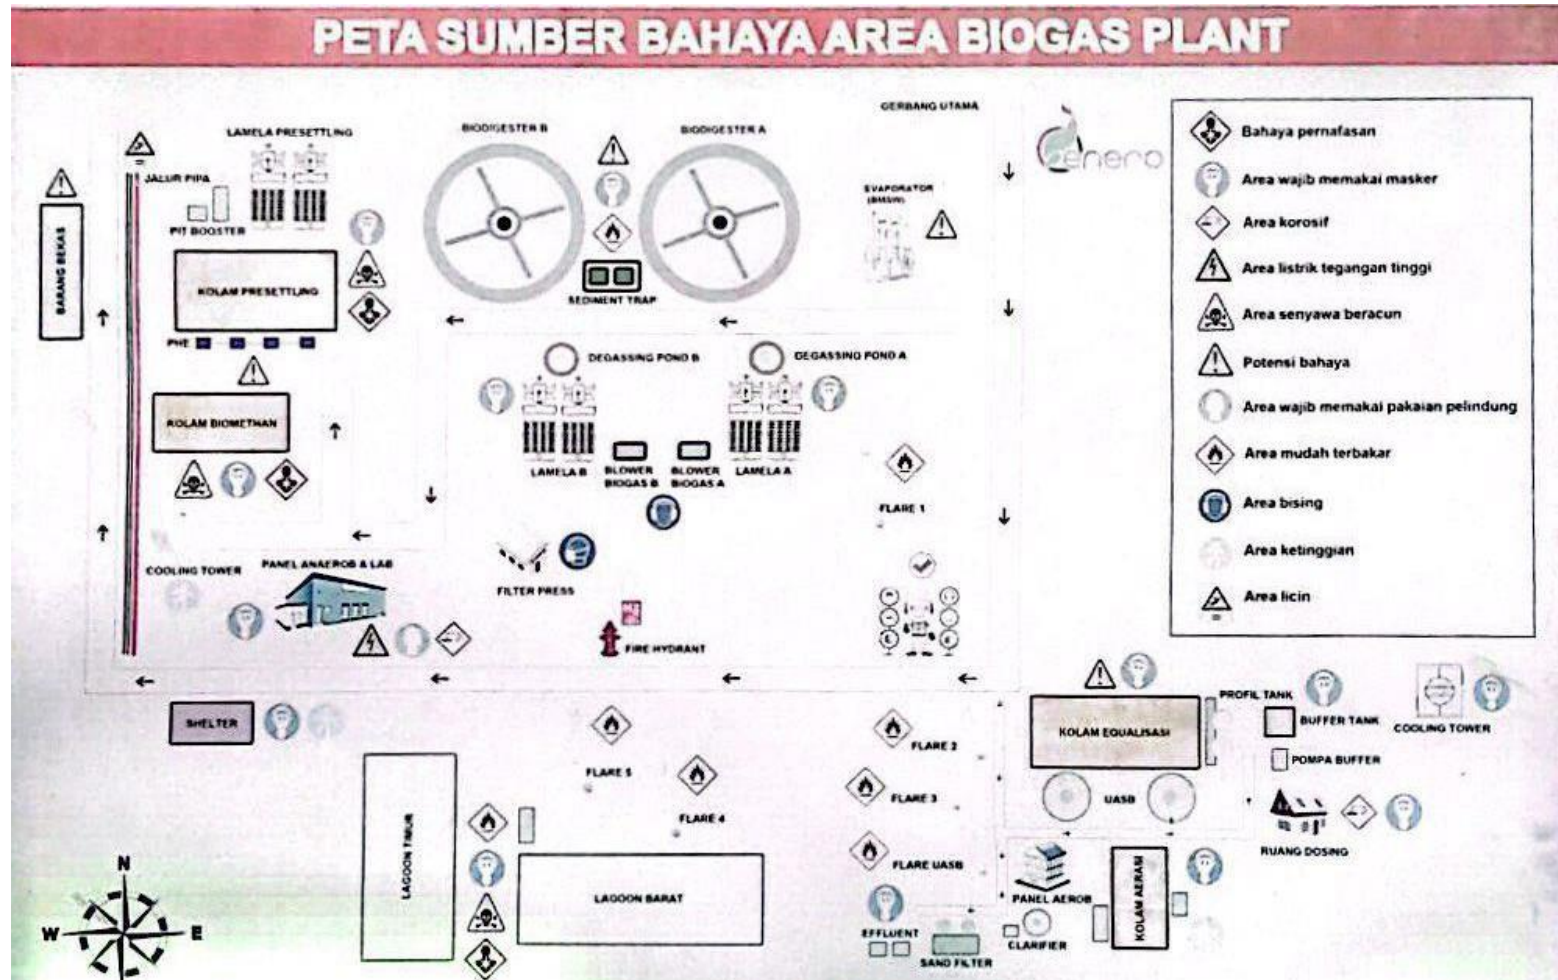 PETA SUMBER BAHAYA AREA BIOGAS PLANT
GERBANG UTAMA
enero
LAMELA PRESETTLING
BIODIGESTER B
BIODIGESTER A
JALUR PIPA
EVAPORATOR
(BMSW)
PIT BOOSTER
BARANG BEKAS
KOLAM PRESETTLING
SEDIMENT TRAP
PHE
DEGASSING POND B
DEGASSING POND A
KOLAM BIOMETHAN
LAMELA B
BLOWER
BIOGAS B
BLOWER
BIOGAS A
LAMELA A
FLARE 1
COOLING TOWER
PANEL ANAEROB & LAB
FILTER PRESS
FIRE HYDRANT
SHELTER
FLARE 5
FLARE 4
FLARE 2
FLARE 3
FLARE UASB
LAGOON TIMUR
LAGOON BARAT
KOLAM EQUALISASI
PROFIL TANK
BUFFER TANK
COOLING TOWER
POMPA BUFFER
UASB
RUANG DOSING
PANEL AEROB
KOLAM AERASI
CLARIFIER
EFFLUENT
SAND FILTER
N
W
E
Bahaya pernafasan
Area wajib memakai masker
Area korosif
Area listrik tegangan tinggi
Area senyawa beracun
Potensi bahaya
Area wajib memakai pakaian pelindung
Area mudah terbakar
Area bising
Area ketinggian
Area licin